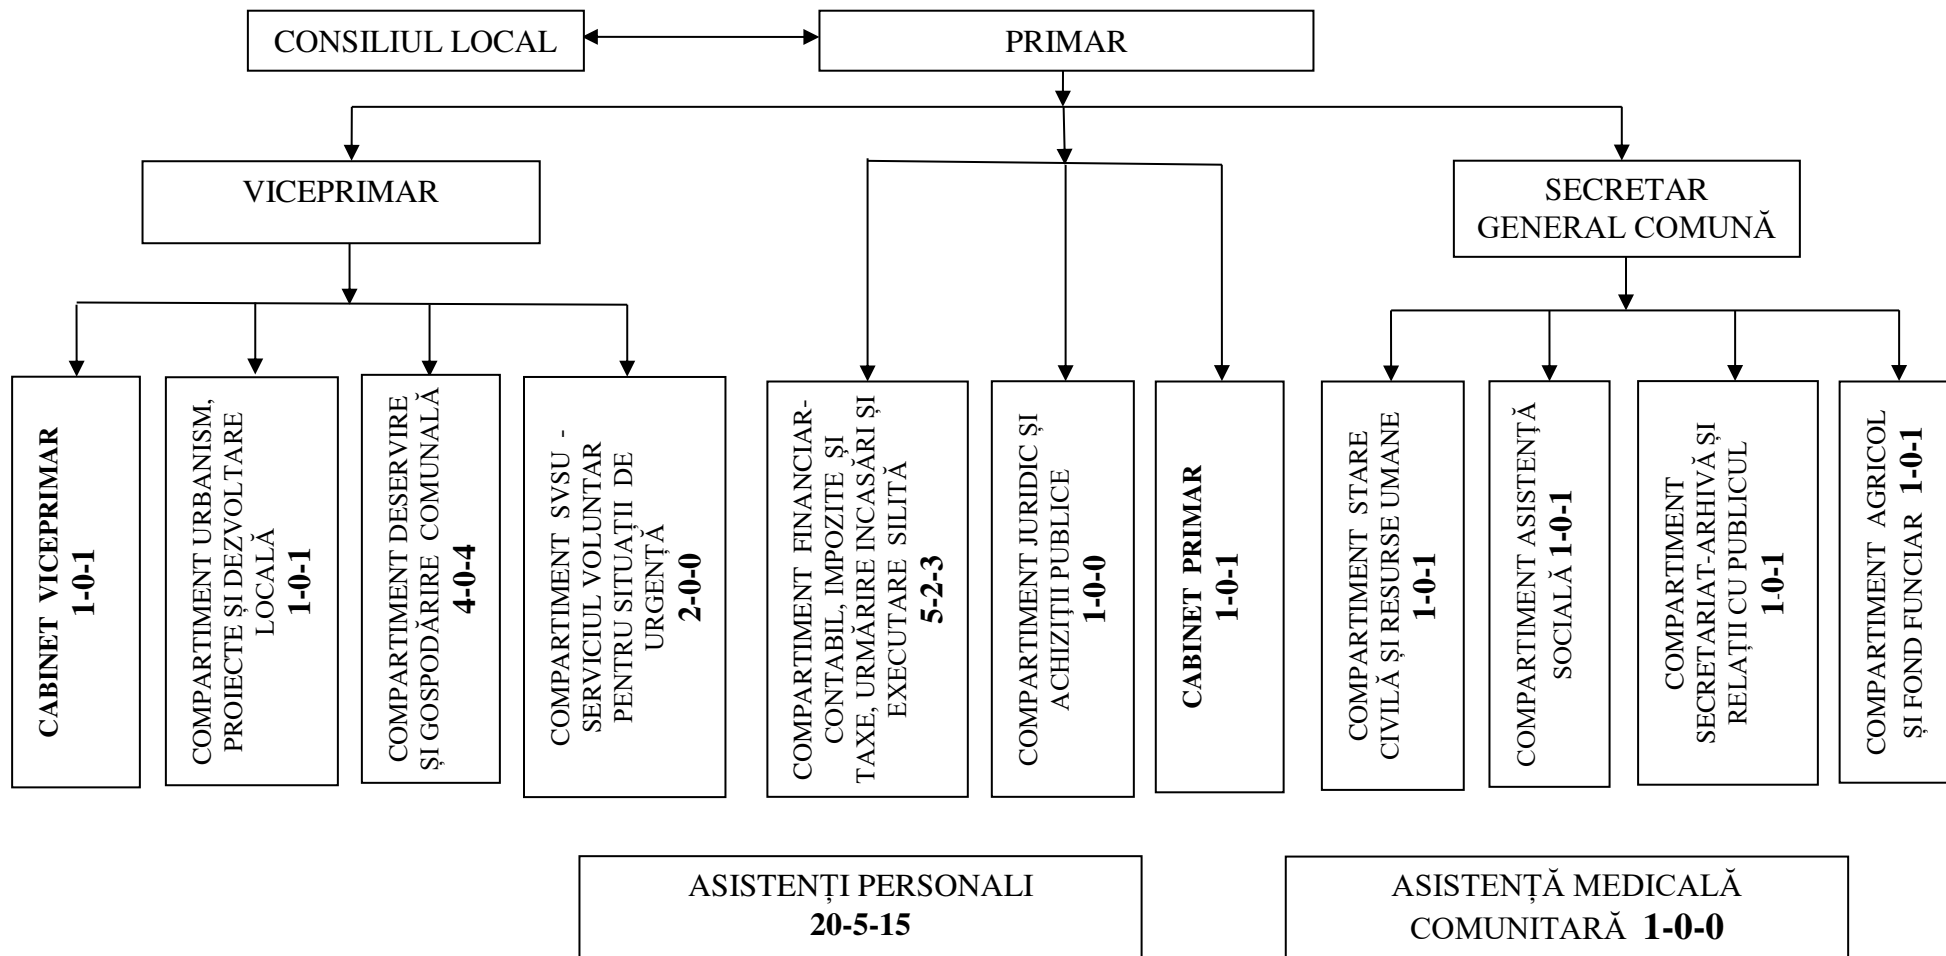 CONSILIUL LOCAL
PRIMAR
VICEPRIMAR
SECRETAR
GENERAL COMUNĂ
CABINET VICEPRIMAR
1-0-1
COMPARTIMENT URBANISM,
PROIECTE ȘI DEZVOLTARE
LOCALĂ
1-0-1
COMPARTIMENT DESERVIRE
ȘI GOSPODĂRIRE COMUNALĂ
4-0-4
COMPARTIMENT SVSU -
SERVICIUL VOLUNTAR
PENTRU SITUAȚII DE
URGENȚĂ
2-0-0
COMPARTIMENT FINANCIAR-
CONTABIL, IMPOZITE ȘI
TAXE, URMĂRIRE INCASĂRI ȘI
EXECUTARE SILITĂ
5-2-3
COMPARTIMENT JURIDIC ȘI
ACHIZIȚII PUBLICE
1-0-0
CABINET PRIMAR
1-0-1
COMPARTIMENT STARE
CIVILĂ ȘI RESURSE UMANE
1-0-1
COMPARTIMENT ASISTENȚĂ
SOCIALĂ 1-0-1
COMPARTIMENT
SECRETARIAT-ARHIVĂ ȘI
RELAȚII CU PUBLICUL
1-0-1
COMPARTIMENT AGRICOL
ȘI FOND FUNCIAR 1-0-1
ASISTENȚI PERSONALI
20-5-15
ASISTENȚĂ MEDICALĂ
COMUNITARĂ 1-0-0